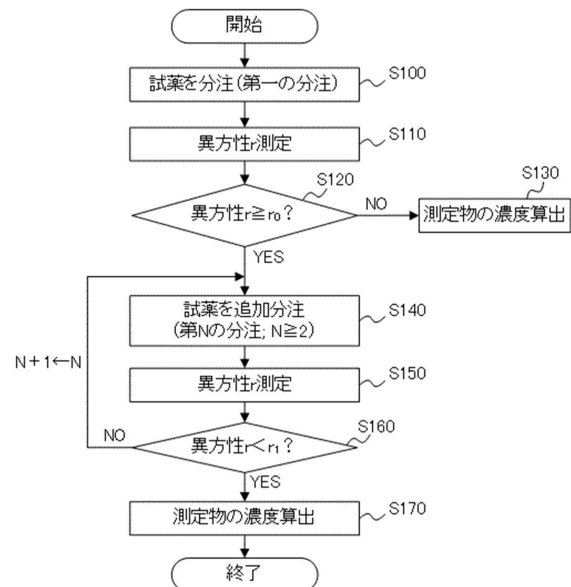 開始
試薬を分注(第一の分注)
S100
異方性r測定
S110
異方性r≧r₀?
S120
NO
測定物の濃度算出
S130
YES
試薬を追加分注
(第Nの分注; N≧2)
S140
N+1←N
異方性r測定
S150
異方性r<r₁?
S160
NO
YES
測定物の濃度算出
S170
終了